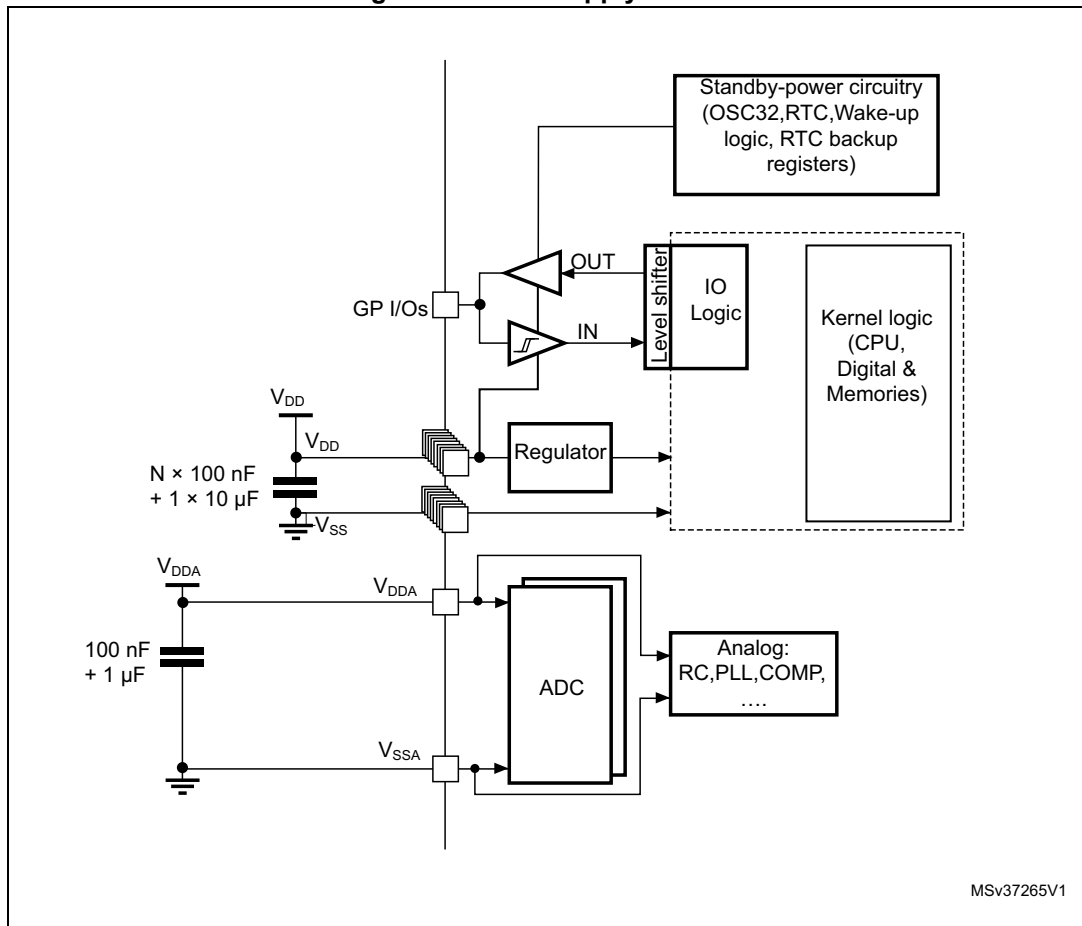 Standby-power circuitry
(OSC32,RTC,Wake-up
logic, RTC backup
registers)
OUT
Level shifter
IO
Logic
GP I/Os
IN
Kernel logic
(CPU,
Digital &
Memories)
VDD
VDD
Regulator
N × 100 nF
+ 1 × 10 µF
VSS
VDDA
VDDA
100 nF
+ 1 µF
ADC
Analog:
RC,PLL,COMP,
….
VSSA
MSv37265V1